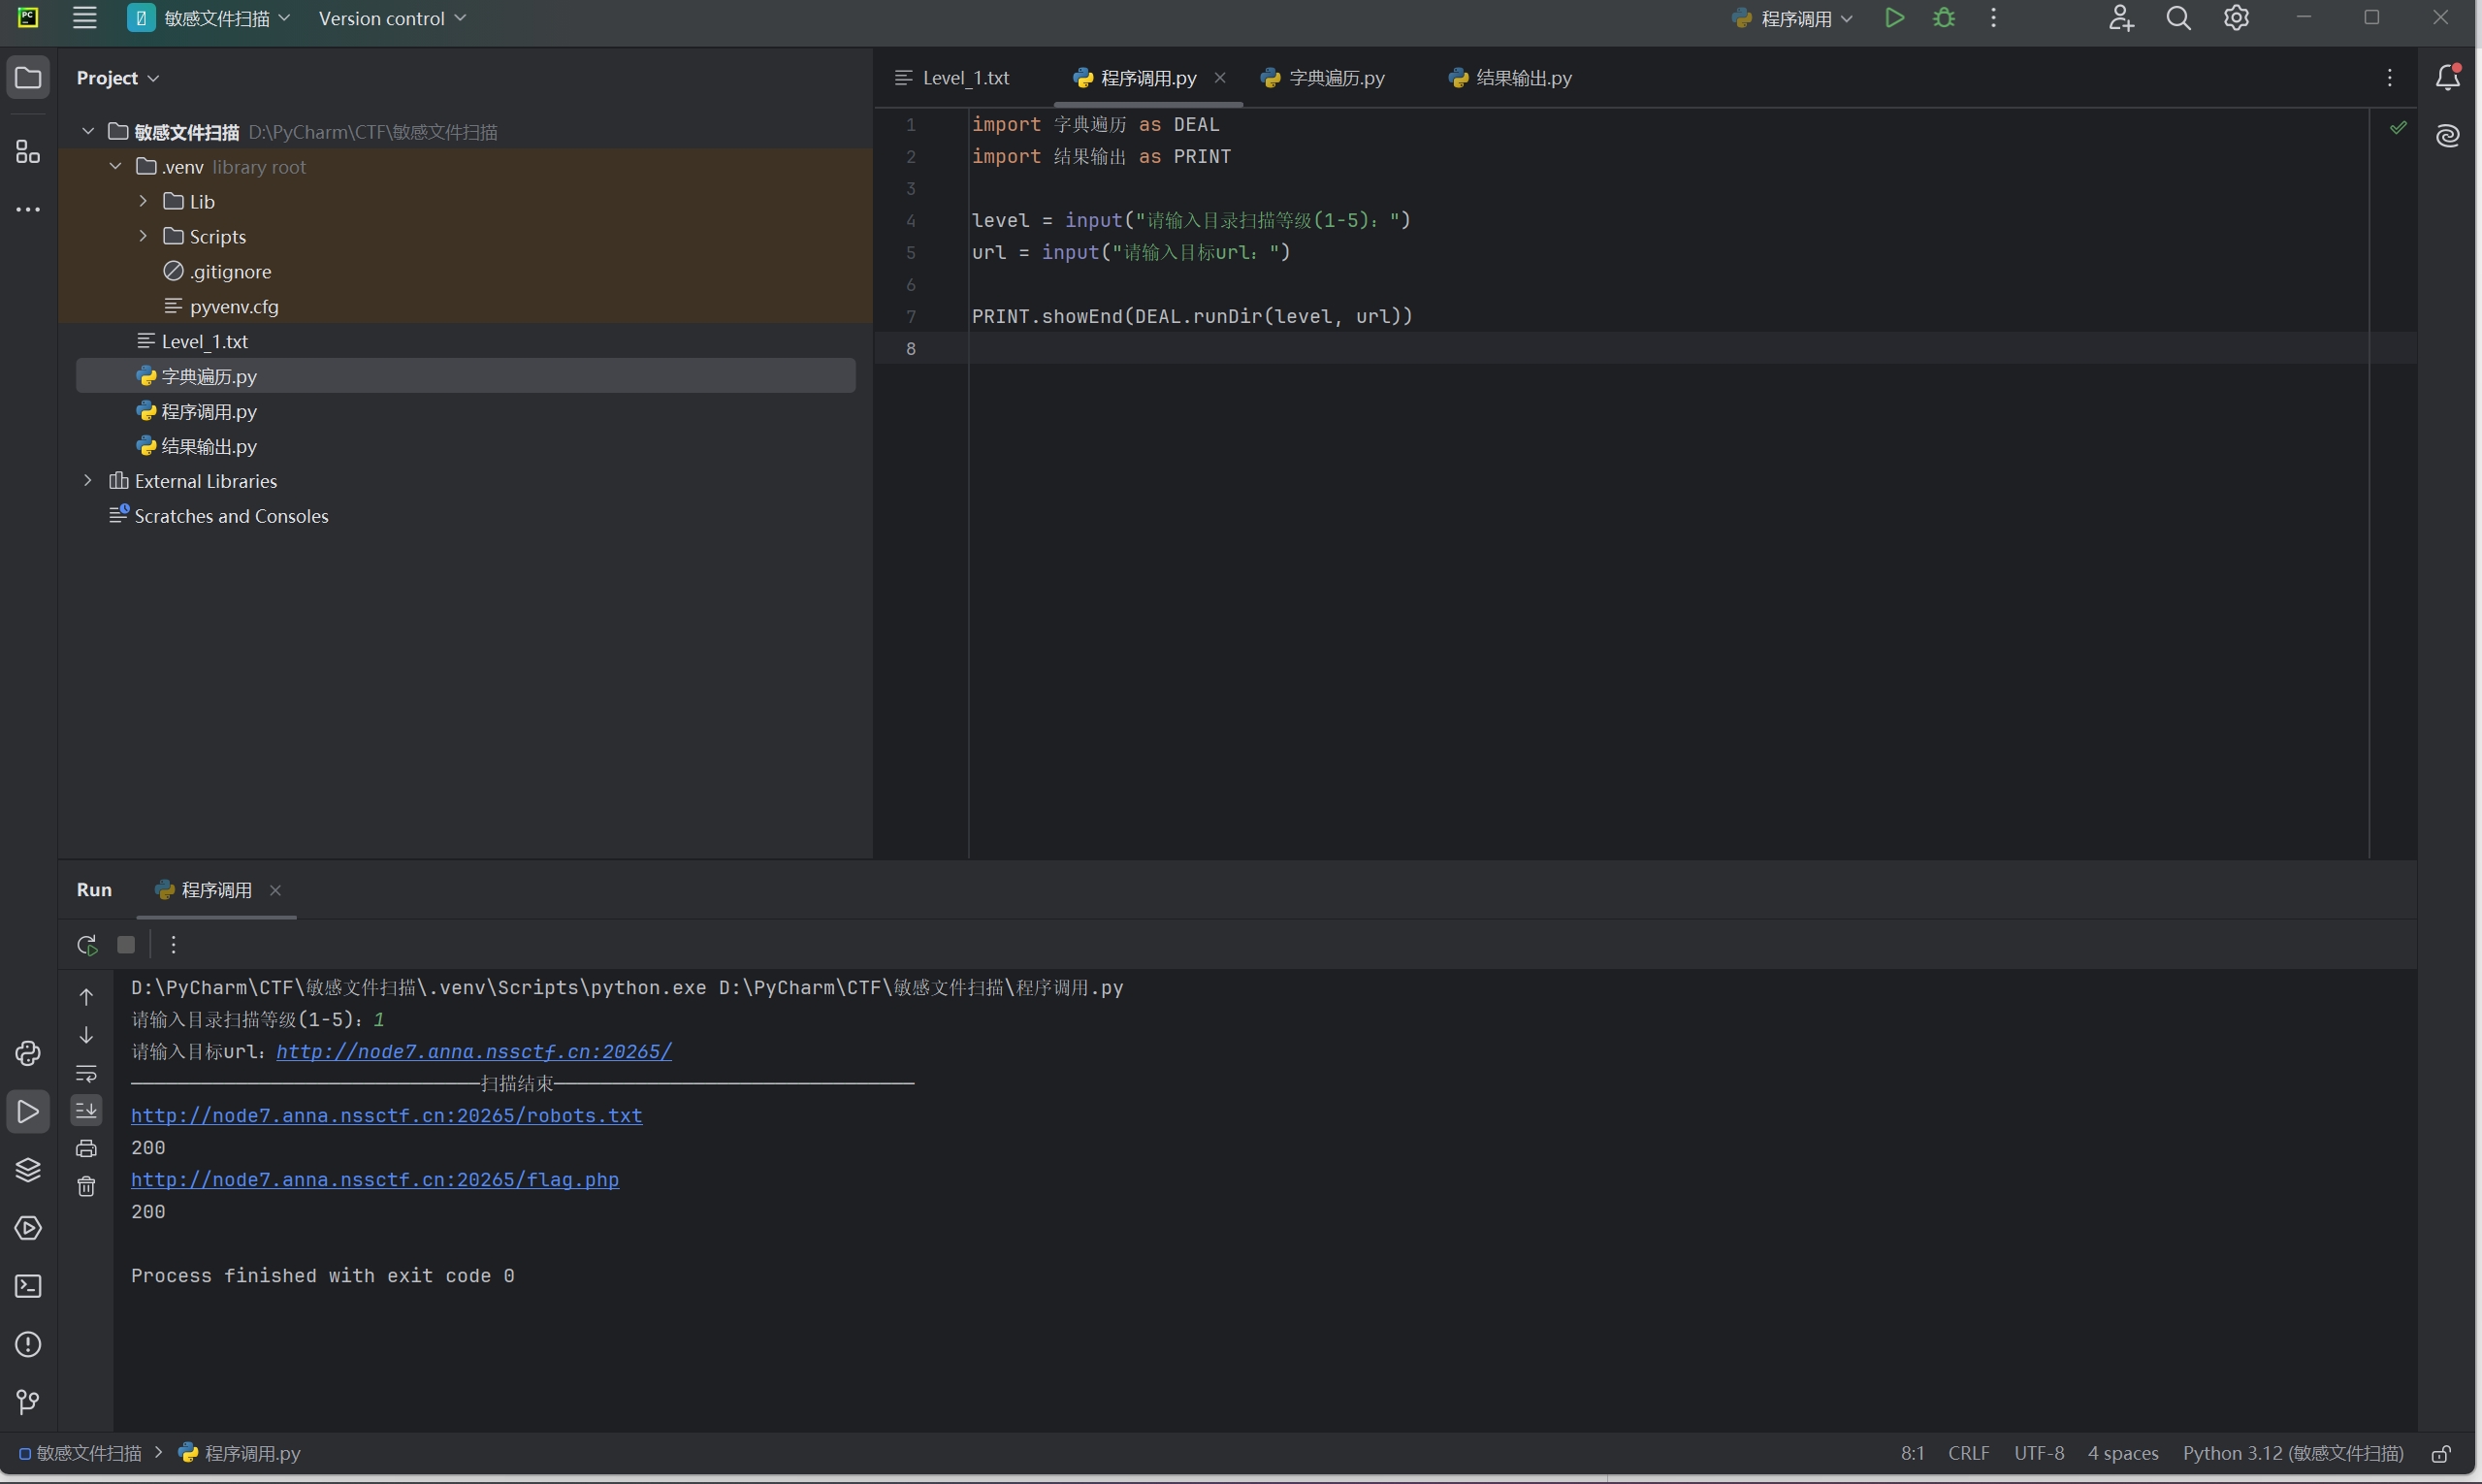 PC
敏感文件扫描 Version control 程序调用
Project
敏感文件扫描 D:\PyCharm\CTF\敏感文件扫描
.venv library root
Lib
Scripts
.gitignore
pyvenv.cfg
Level_1.txt
字典遍历.py
程序调用.py
结果输出.py
External Libraries
Scratches and Consoles
Level_1.txt 程序调用.py 字典遍历.py 结果输出.py
1 import 字典遍历 as DEAL
2 import 结果输出 as PRINT
3
4 level = input("请输入目录扫描等级(1-5)：")
5 url = input("请输入目标url：")
6
7 PRINT.showEnd(DEAL.runDir(level, url))
8
Run 程序调用
D:\PyCharm\CTF\敏感文件扫描\.venv\Scripts\python.exe D:\PyCharm\CTF\敏感文件扫描\程序调用.py
请输入目录扫描等级(1-5)：1
请输入目标url：http://node7.anna.nssctf.cn:20265/
——————————————————————————————扫描结束———————————————————————————————
http://node7.anna.nssctf.cn:20265/robots.txt
200
http://node7.anna.nssctf.cn:20265/flag.php
200
Process finished with exit code 0
敏感文件扫描 > 程序调用.py 8:1 CRLF UTF-8 4 spaces Python 3.12 (敏感文件扫描)